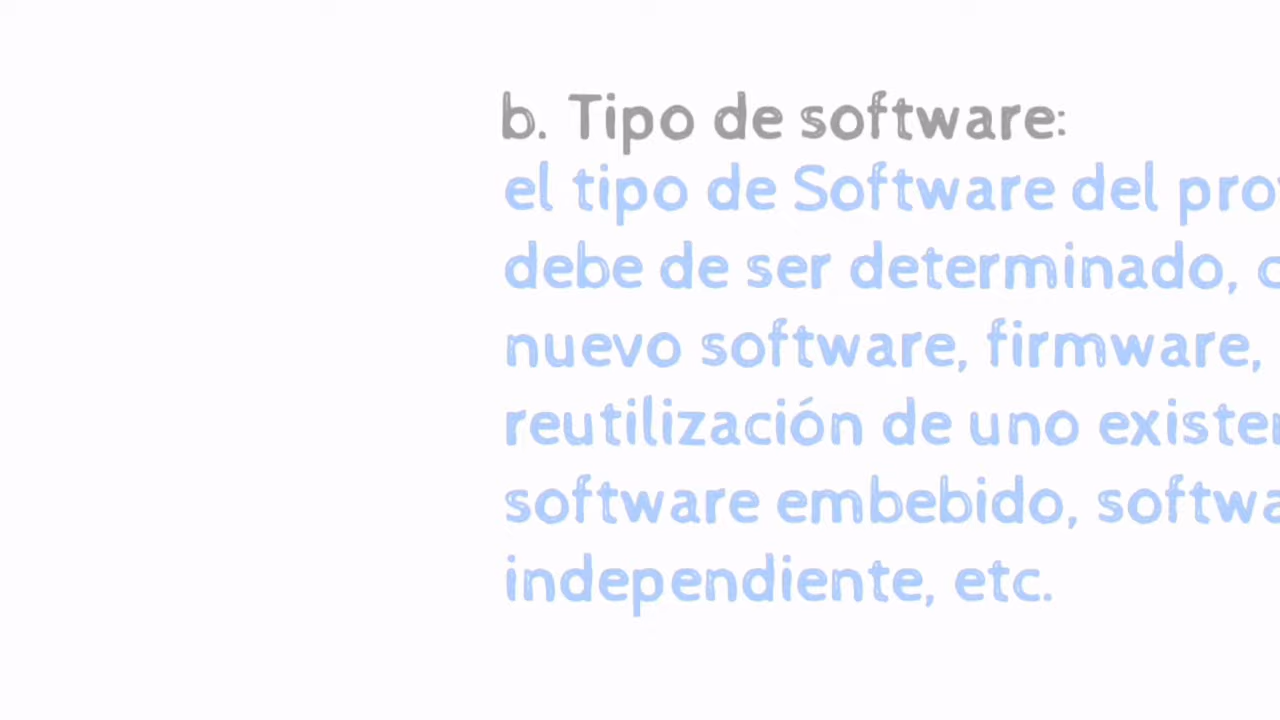 b. Tipo de software:
el tipo de Software del
debe de ser determinado,
nuevo software, firmware,
reutilización de uno
software embebido,
independiente, etc.